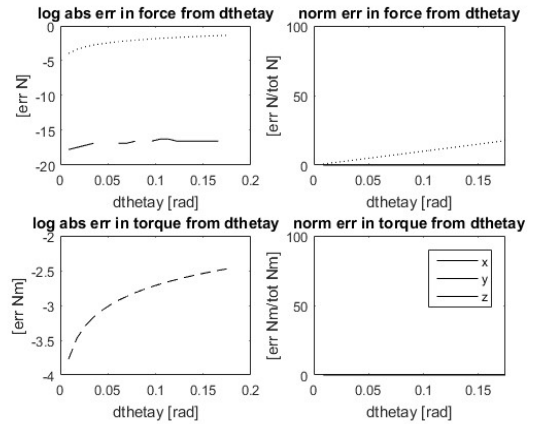 log abs err in force from dthetay
norm err in force from dthetay
[err N]
0
-5
-10
-15
-20
0
0.05
0.1
0.15
0.2
dthetay [rad]
[err N/tot N]
100
50
0
0
0.05
0.1
0.15
dthetay [rad]
log abs err in torque from dthetay
norm err in torque from dthetay
[err Nm]
-2
-2.5
-3
-3.5
-4
0
0.05
0.1
0.15
0.2
dthetay [rad]
[err Nm/tot Nm]
100
50
0
0
0.05
0.1
0.15
dthetay [rad]
x
y
z